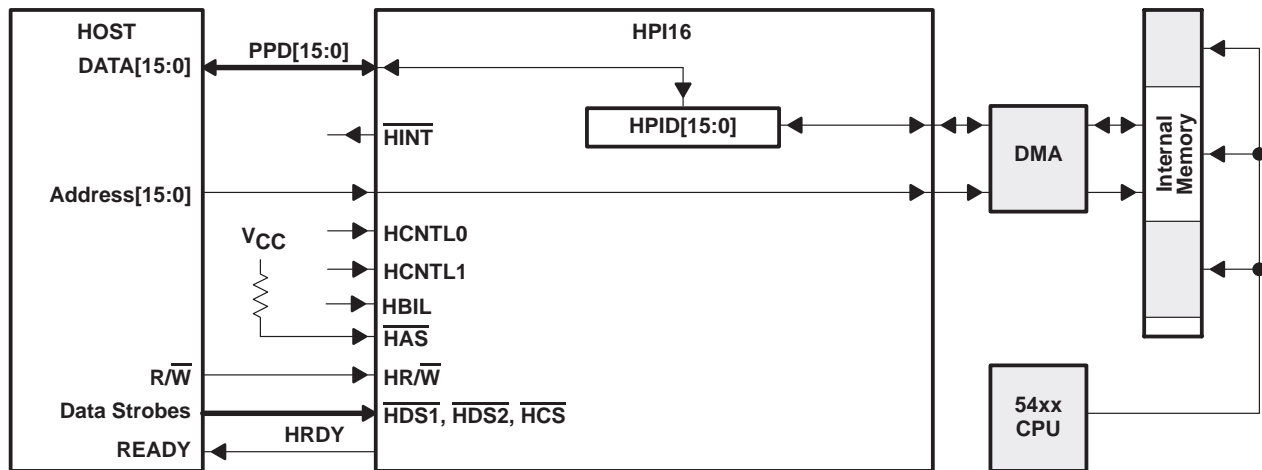 HOST
HPI16
PPD[15:0]
DATA[15:0]
HPID[15:0]
HINT
DMA
Internal
Memory
Address[15:0]
HCNTL0
VCC
HCNTL1
HBIL
HAS
R/W
HR/W
Data Strobes
HDS1, HDS2, HCS
54xx
CPU
HRDY
READY